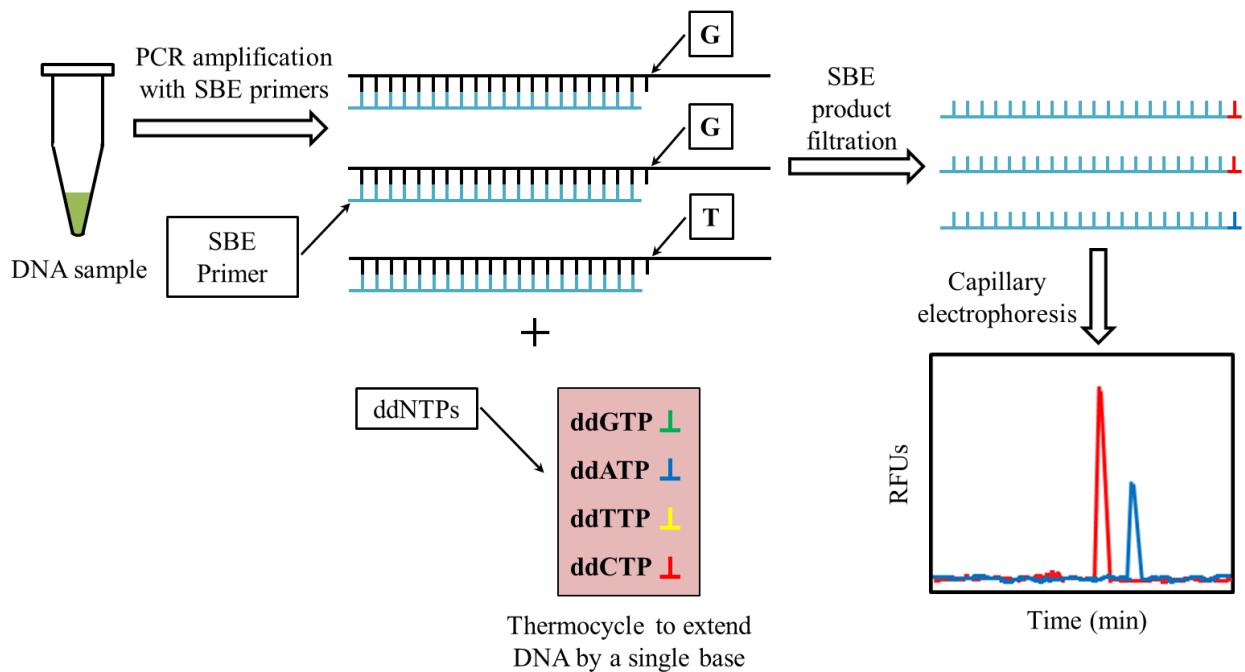 PCR amplification
with SBE primers
DNA sample
SBE
Primer
G
G
T
ddNTPs
ddGTP
ddATP
ddTTP
ddCTP
Thermocycle to extend
DNA by a single base
SBE
product
filtration
Capillary
electrophoresis
RFUs
Time (min)